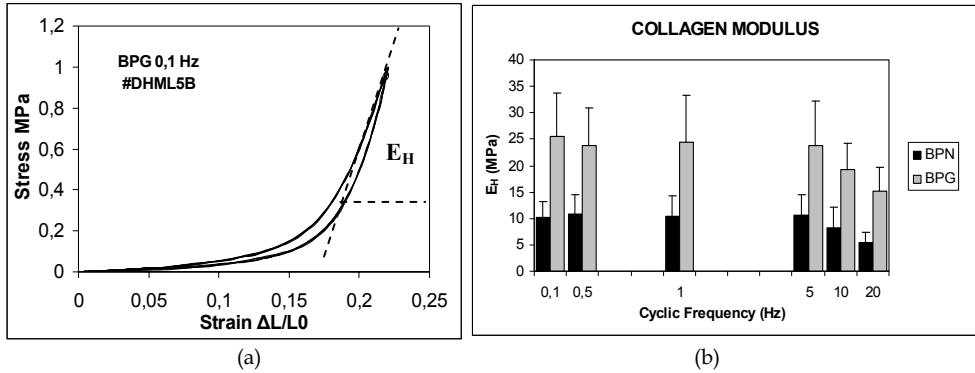 BPG 0,1 Hz
#DHML5B
Stress MPa
1,2
1
0,8
0,6
0,4
0,2
0
E_H
0 0,05 0,1 0,15 0,2 0,25
Strain ΔL/L0
(a)
COLLAGEN MODULUS
E_H (MPa)
40
35
30
25
20
15
10
5
0
BPN
BPG
0,1 0,5 1 5 10 20
Cyclic Frequency (Hz)
(b)